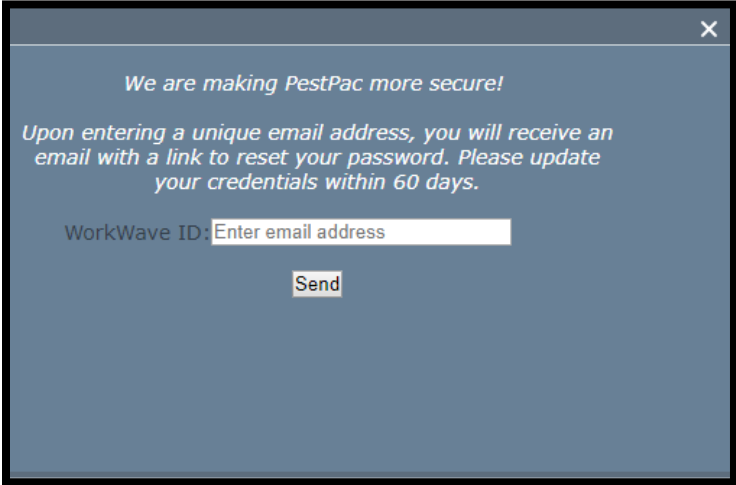 We are making PestPac more secure!
Upon entering a unique email address, you will receive an
email with a link to reset your password. Please update
your credentials within 60 days.
WorkWave ID: Enter email address
Send